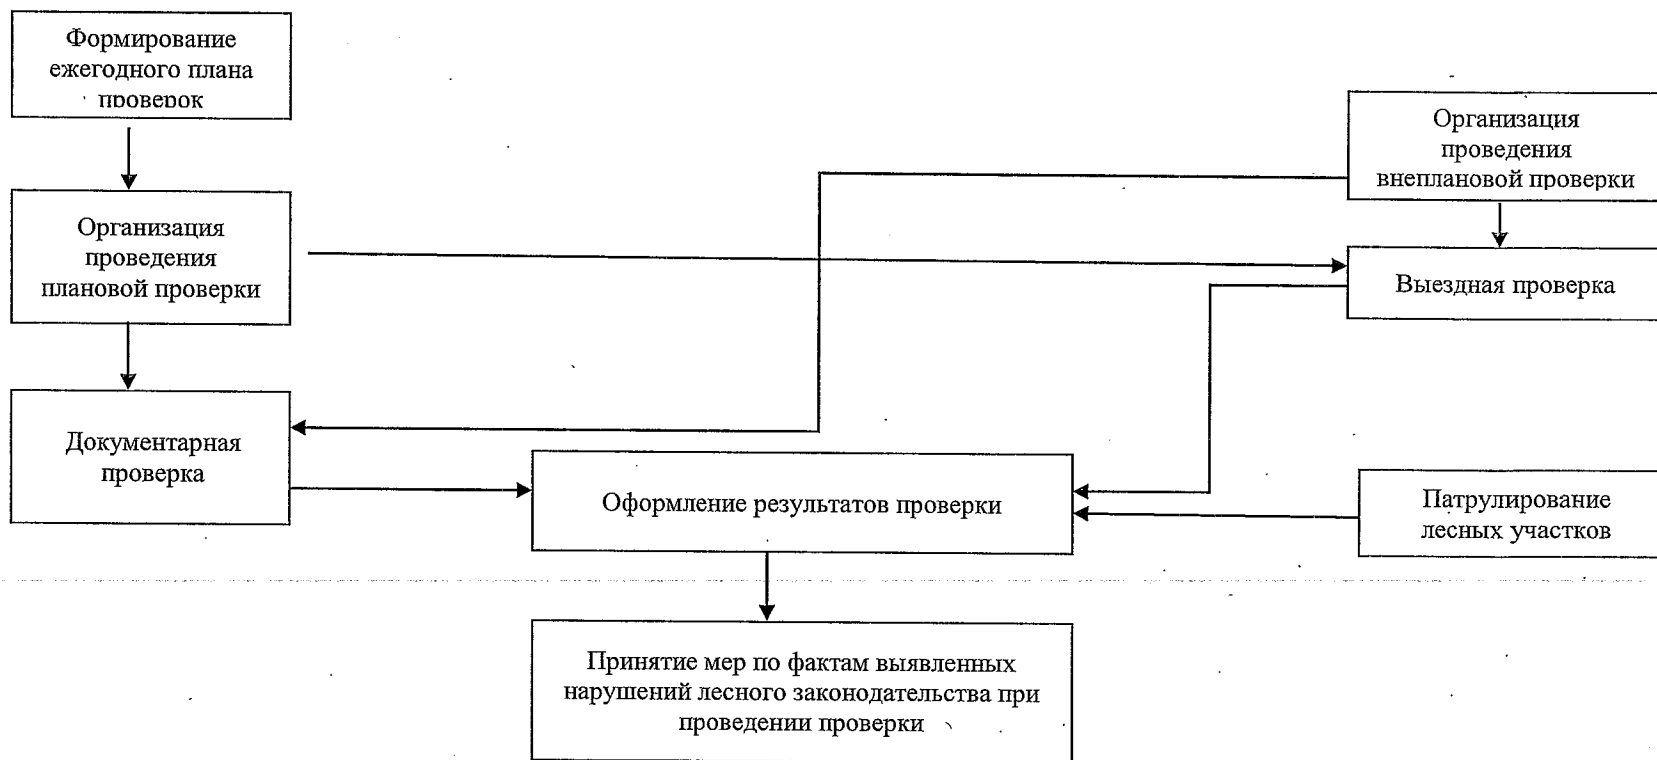 Формирование
ежегодного плана
проверок
Организация
проведения
внеплановой проверки
Организация
проведения
плановой проверки
Выездная проверка
Документарная
проверка
Оформление результатов проверки
Патрулирование
лесных участков
Принятие мер по фактам выявленных
нарушений лесного законодательства при
проведении проверки